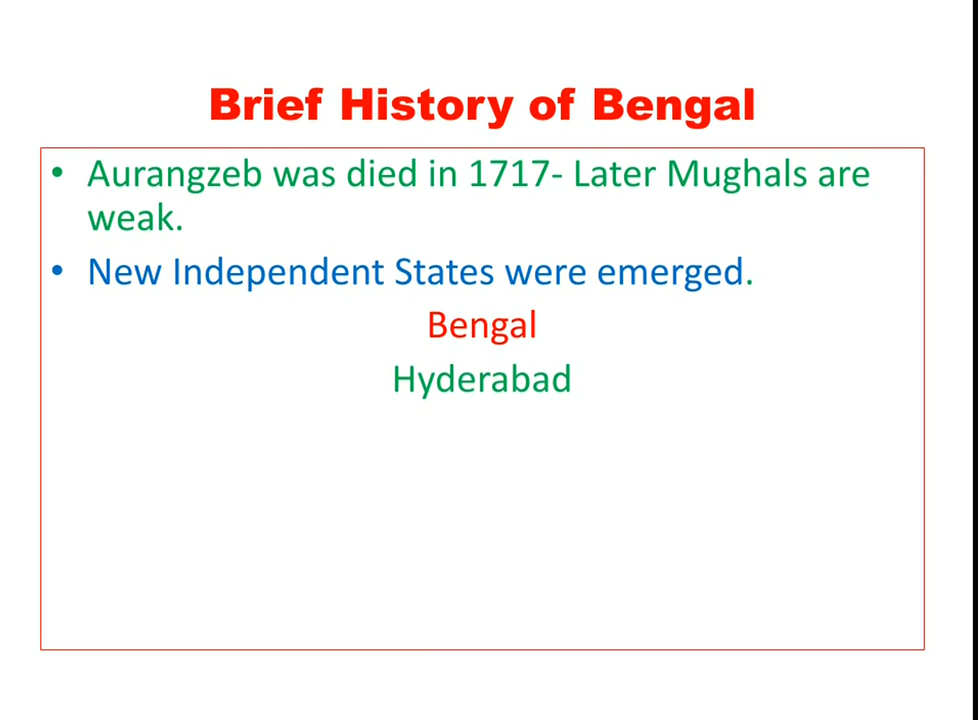 Brief History of Bengal
• Aurangzeb was died in 1717- Later Mughals are
weak.
• New Independent States were emerged.
Bengal
Hyderabad